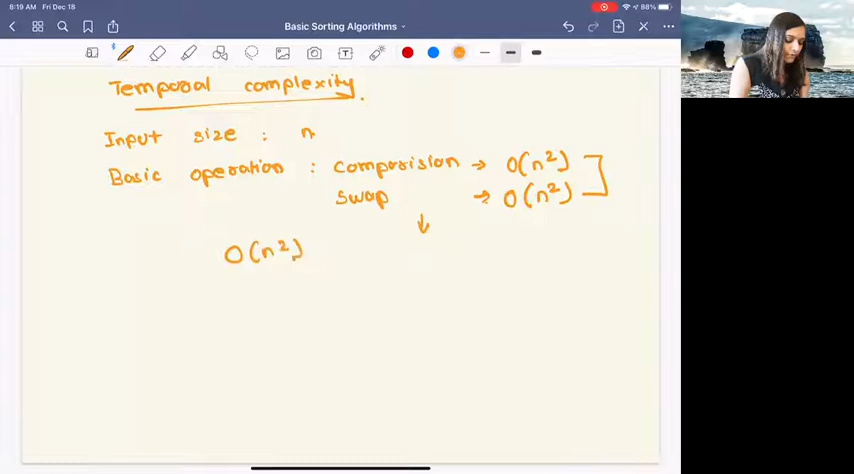 8:19 AM Fri Dec 18
88%
Basic Sorting Algorithms
Temporal complexity.
Input size : n
Basic operation : comparision → O(n²)
swap → O(n²)
↓
O(n²)